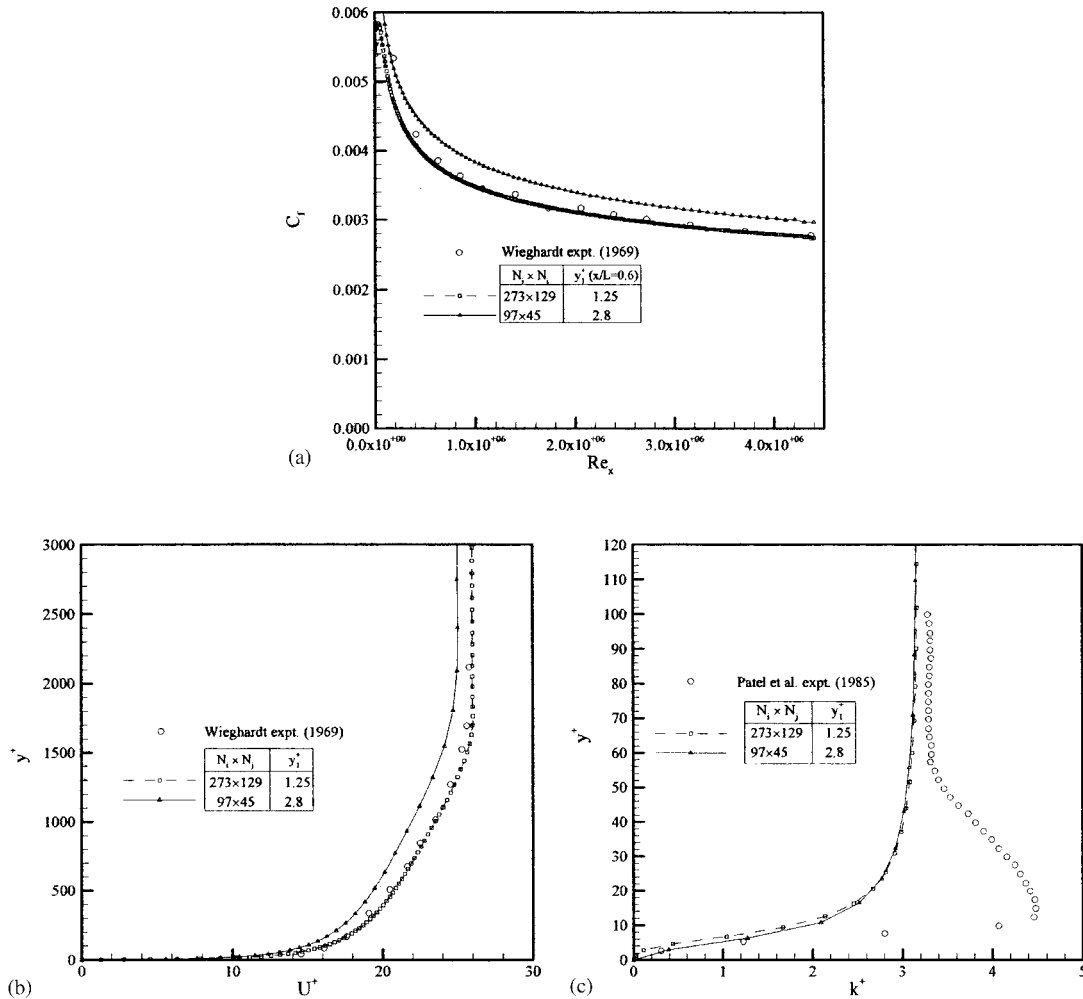 0.006
0.005
0.004
0.003
0.002
0.001
0.000
C_f
Wieghardt expt. (1969)
N_i × N_j y_1^+ (x/L=0.6)
273×129 1.25
97×45 2.8
0.0x10^+00 1.0x10^+06 2.0x10^+06 3.0x10^+06 4.0x10^+06
Re_x
(a)
3000
2500
2000
1500
1000
500
0
y^+
Wieghardt expt. (1969)
N_i × N_j y_1^+
273×129 1.25
97×45 2.8
0 10 20 30
U^+
(b)
120
110
100
90
80
70
60
50
40
30
20
10
0
y^+
Patel et al. expt. (1985)
N_i × N_j y_1^+
273×129 1.25
97×45 2.8
0 1 2 3 4 5
k^+
(c)